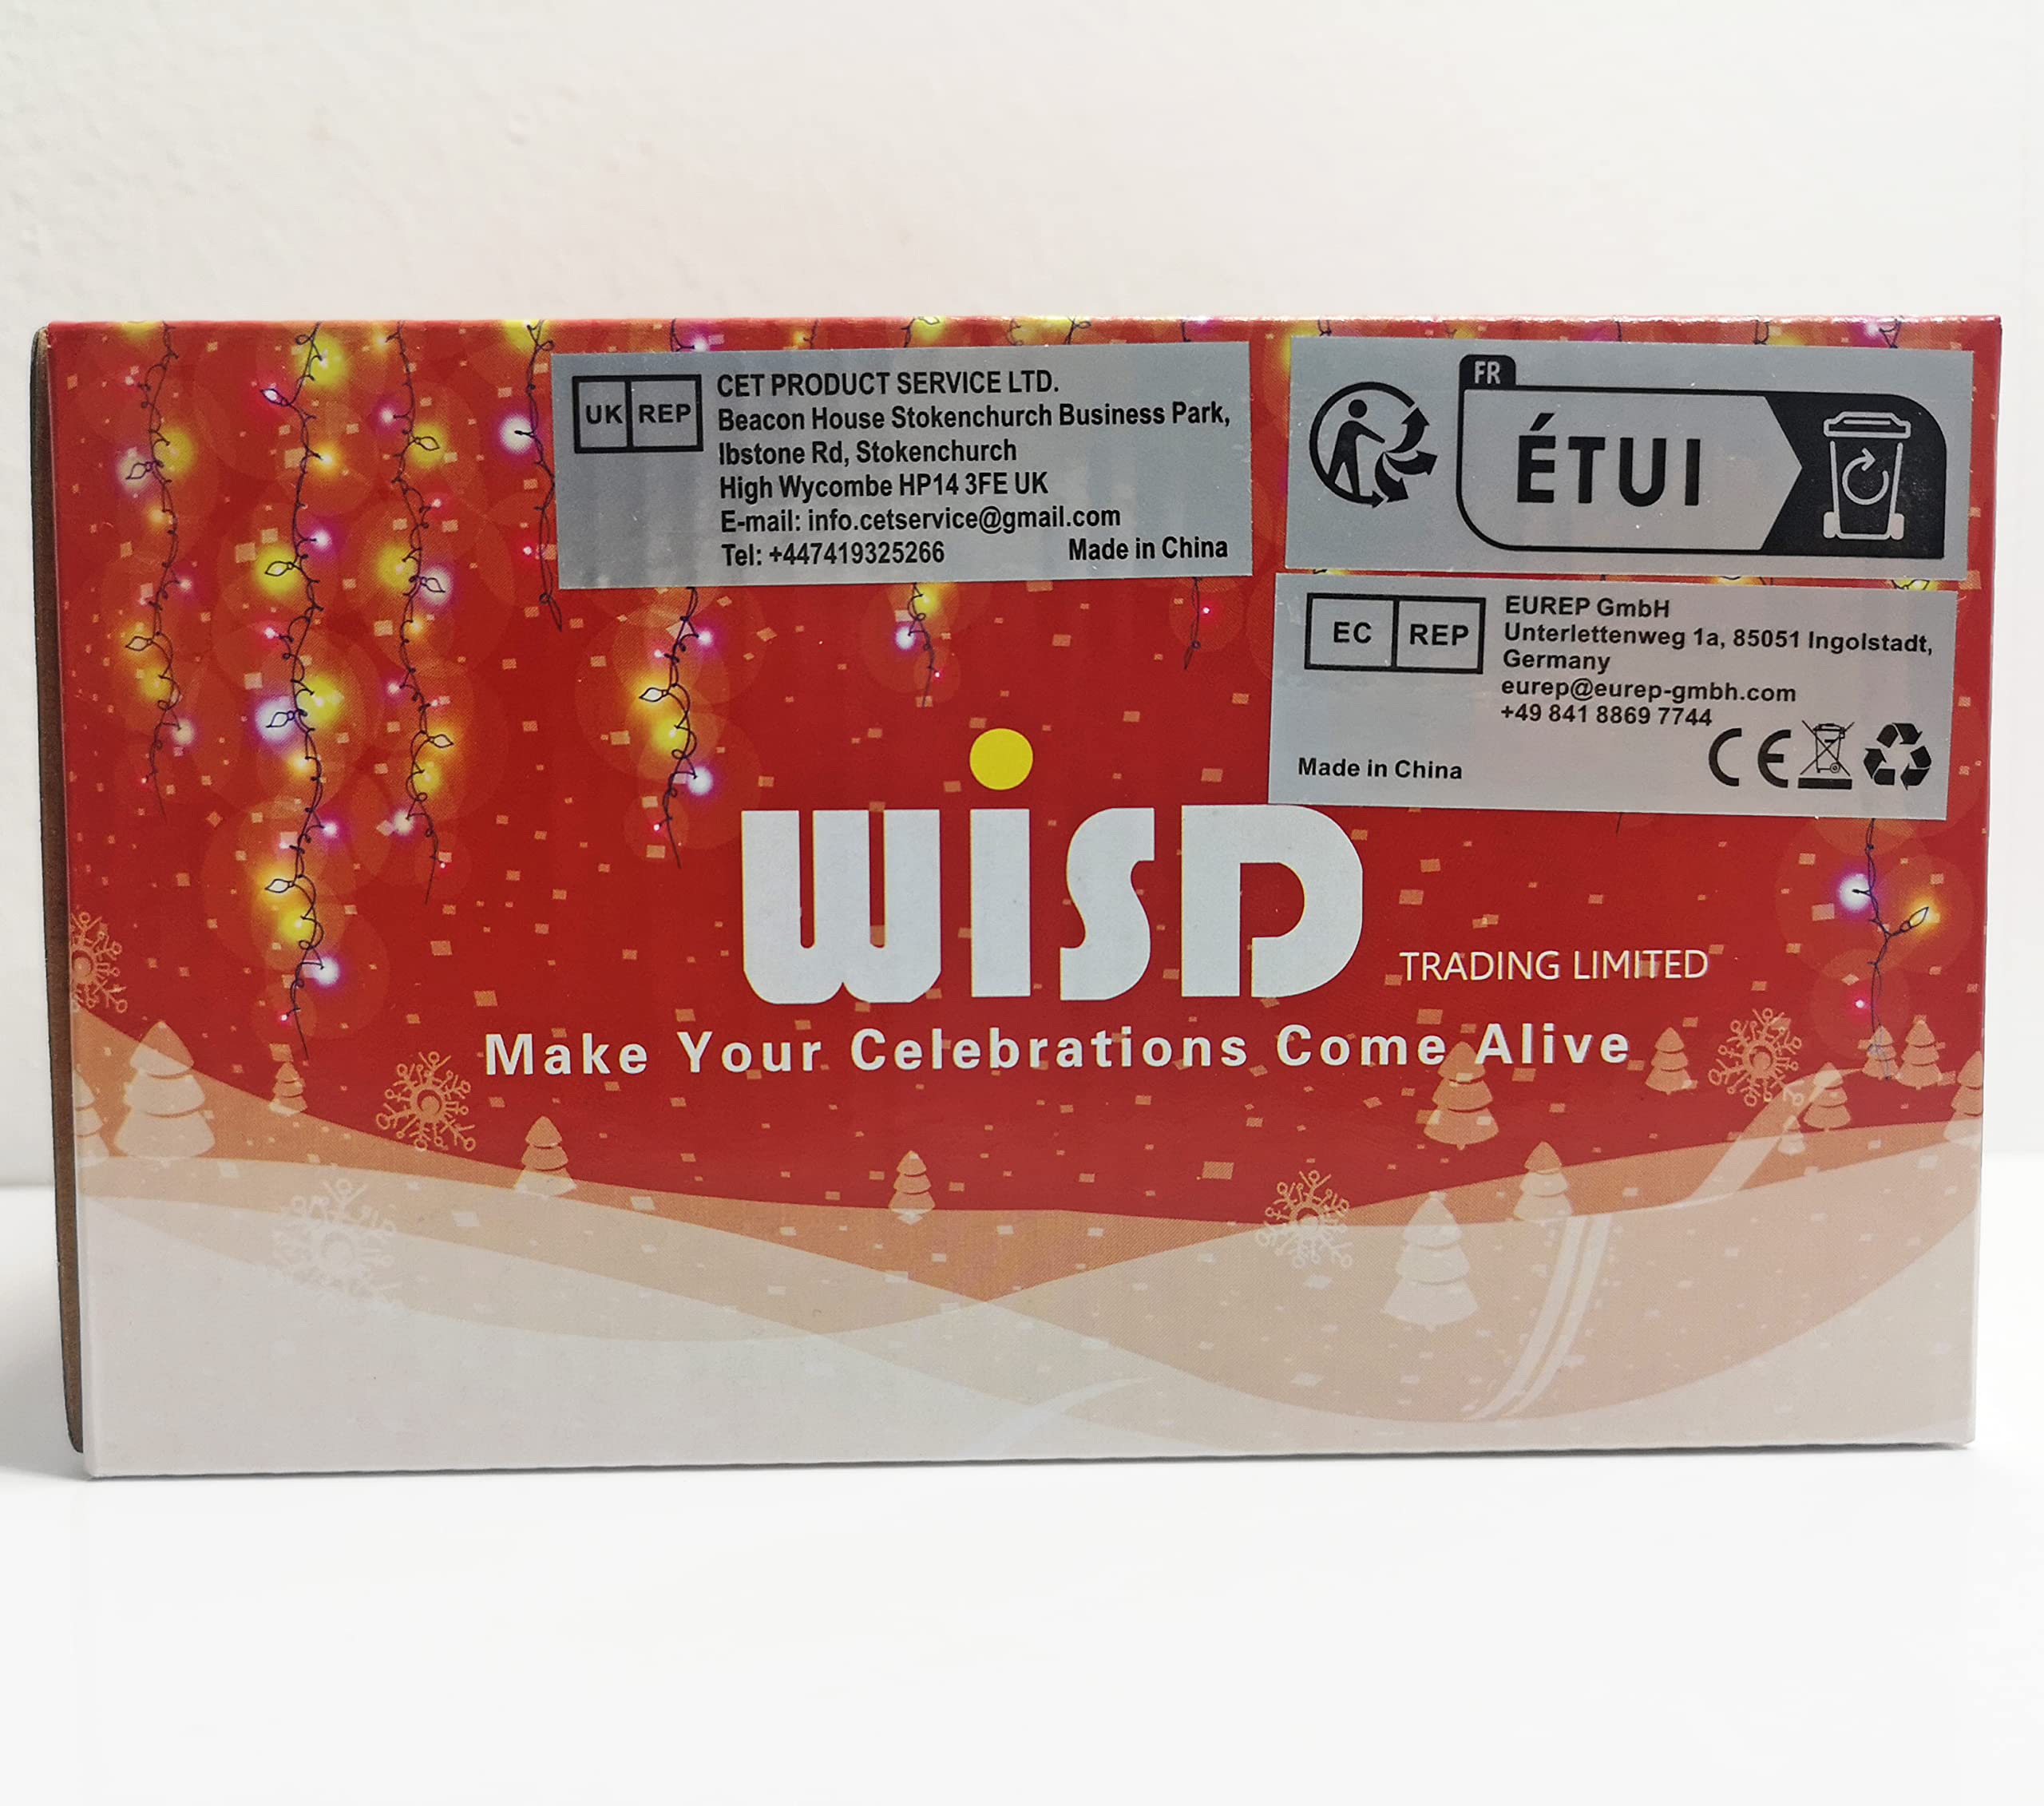 UK REP
CET PRODUCT SERVICE LTD.
Beacon House Stokenchurch Business Park,
Ibstone Rd, Stokenchurch
High Wycombe HP14 3FE UK
E-mail: info.cetservice@gmail.com
Tel: +447419325266 Made in China
FR
ÉTUI
EC REP
EUREP GmbH
Unterlettenweg 1a, 85051 Ingolstadt,
Germany
eurep@eurep-gmbh.com
+49 841 8869 7744
Made in China CE
WiSD
TRADING LIMITED
Make Your Celebrations Come Alive